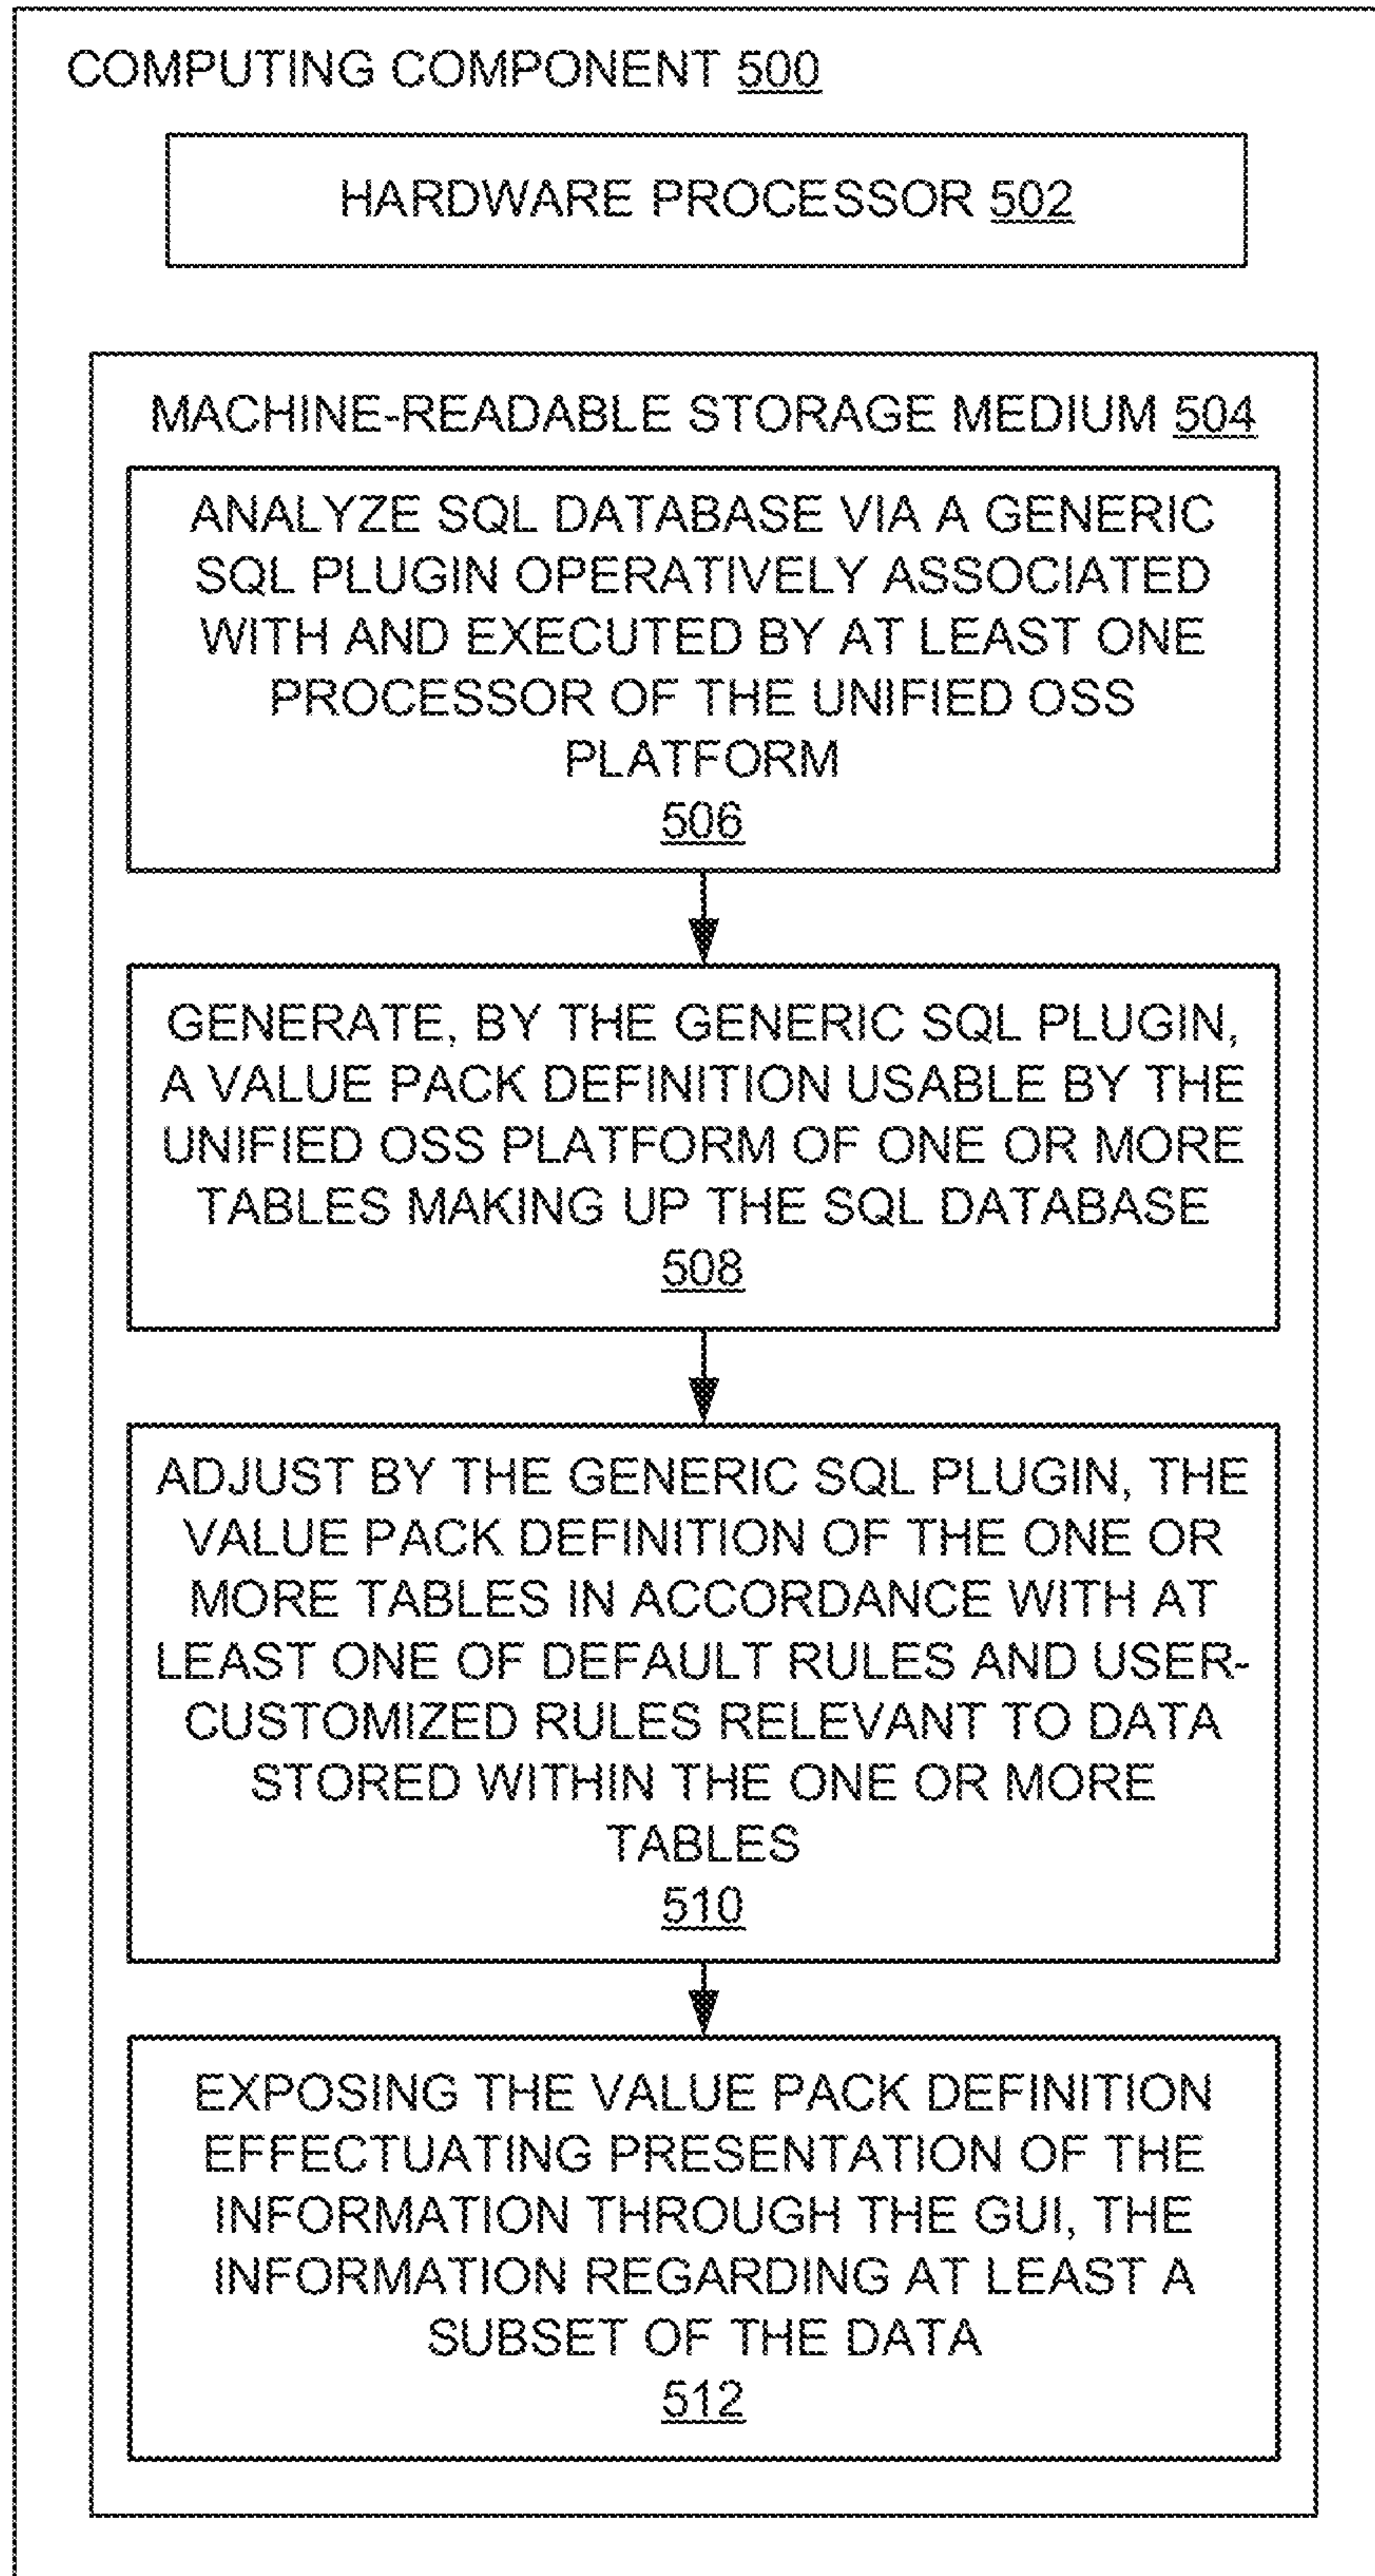 COMPUTING COMPONENT 500
HARDWARE PROCESSOR 502
MACHINE-READABLE STORAGE MEDIUM 504
ANALYZE SQL DATABASE VIA A GENERIC
SQL PLUGIN OPERATIVELY ASSOCIATED
WITH AND EXECUTED BY AT LEAST ONE
PROCESSOR OF THE UNIFIED OSS
PLATFORM
506
GENERATE, BY THE GENERIC SQL PLUGIN,
A VALUE PACK DEFINITION USABLE BY THE
UNIFIED OSS PLATFORM OF ONE OR MORE
TABLES MAKING UP THE SQL DATABASE
508
ADJUST BY THE GENERIC SQL PLUGIN, THE
VALUE PACK DEFINITION OF THE ONE OR
MORE TABLES IN ACCORDANCE WITH AT
LEAST ONE OF DEFAULT RULES AND USER-
CUSTOMIZED RULES RELEVANT TO DATA
STORED WITHIN THE ONE OR MORE
TABLES
510
EXPOSING THE VALUE PACK DEFINITION
EFFECTUATING PRESENTATION OF THE
INFORMATION THROUGH THE GUI, THE
INFORMATION REGARDING AT LEAST A
SUBSET OF THE DATA
512